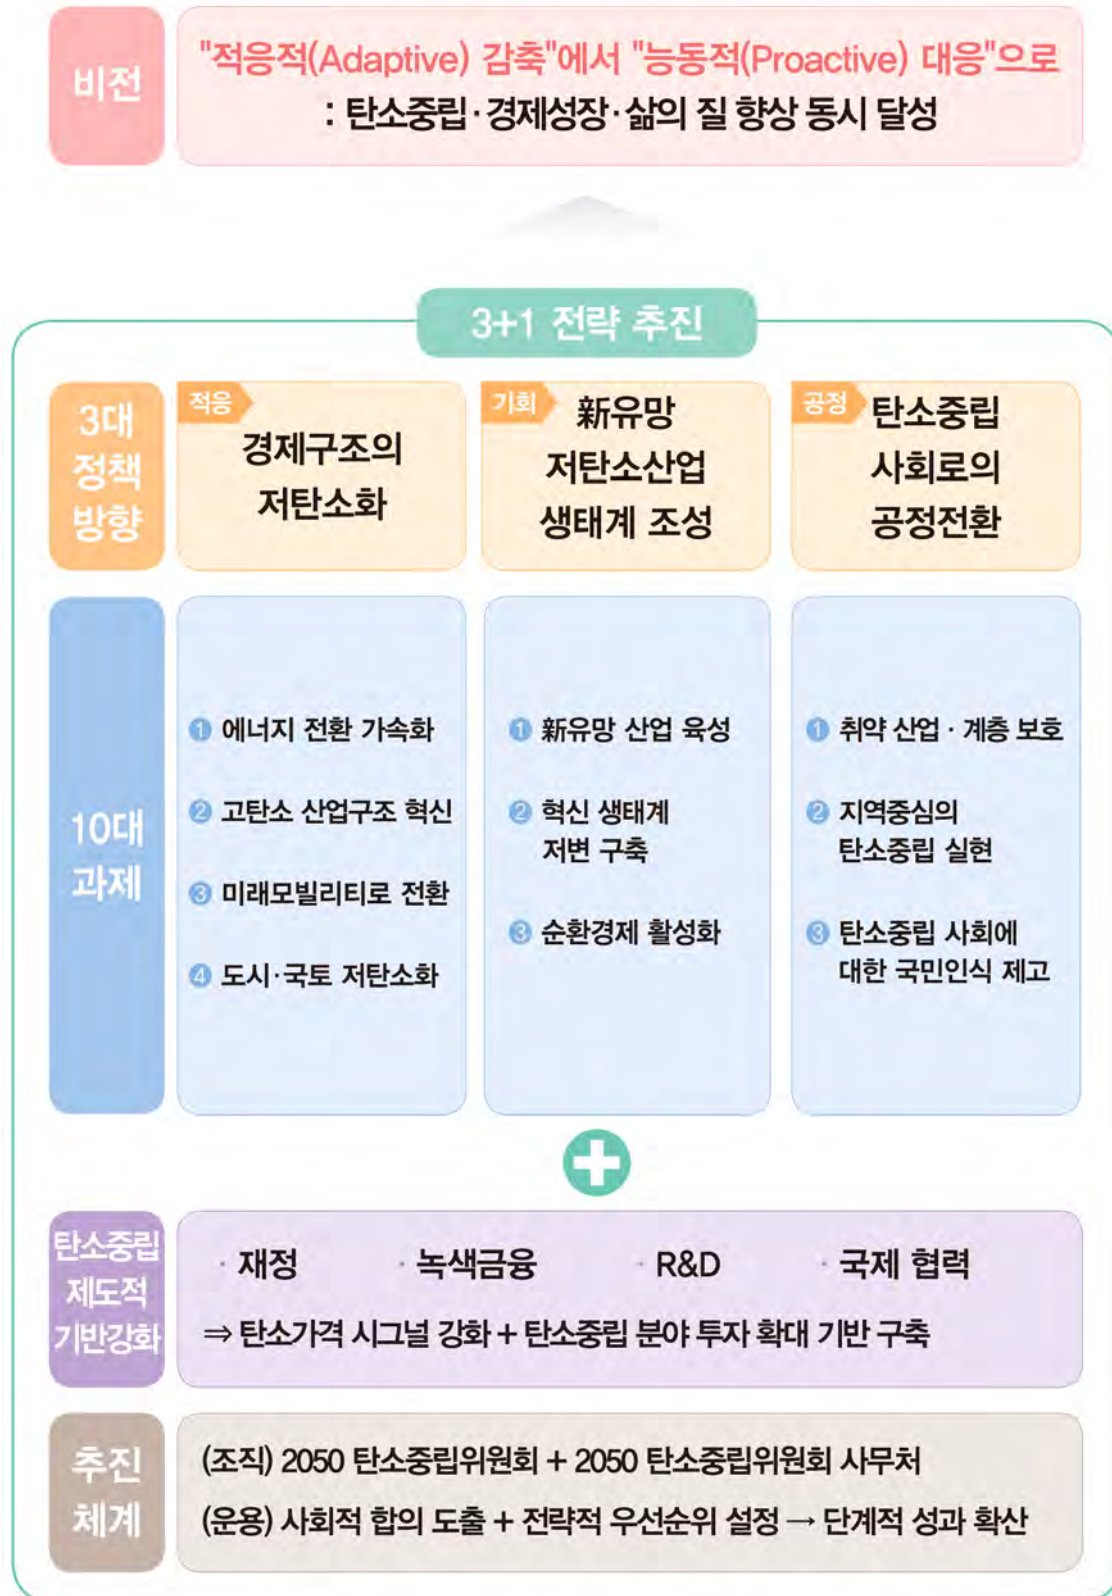 비전
"적응적(Adaptive) 감축"에서 "능동적(Proactive) 대응"으로
: 탄소중립·경제성장·삶의 질 향상 동시 달성
3+1 전략 추진
3대
정책
방향
적응
경제구조의
저탄소화
기회
新유망
저탄소산업
생태계 조성
공정
탄소중립
사회로의
공정전환
10대
과제
1 에너지 전환 가속화
2 고탄소 산업구조 혁신
3 미래모빌리티로 전환
4 도시·국토 저탄소화
1 新유망 산업 육성
2 혁신 생태계
저변 구축
3 순환경제 활성화
1 취약 산업·계층 보호
2 지역중심의
탄소중립 실현
3 탄소중립 사회에
대한 국민인식 제고
탄소중립
제도적
기반강화
· 재정 · 녹색금융 · R&D · 국제 협력
⇒ 탄소가격 시그널 강화 + 탄소중립 분야 투자 확대 기반 구축
추진
체계
(조직) 2050 탄소중립위원회 + 2050 탄소중립위원회 사무처
(운용) 사회적 합의 도출 + 전략적 우선순위 설정 → 단계적 성과 확산